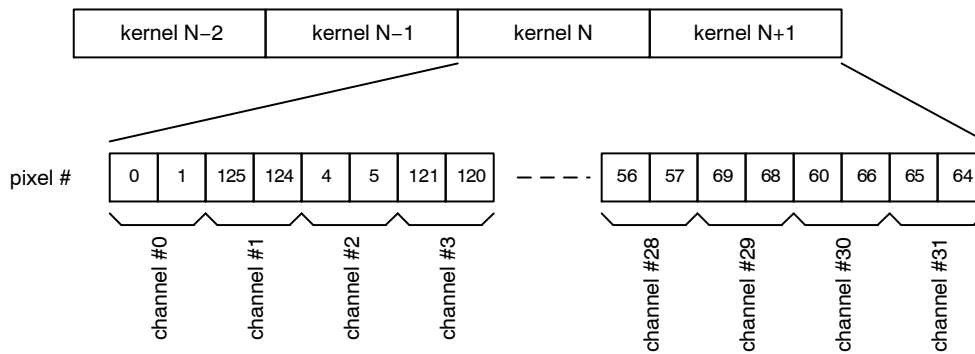 kernel N−2 kernel N−1 kernel N kernel N+1
pixel # 0 1 125 124 4 5 121 120 56 57 69 68 60 66 65 64
channel #0
channel #1
channel #2
channel #3
channel #28
channel #29
channel #30
channel #31